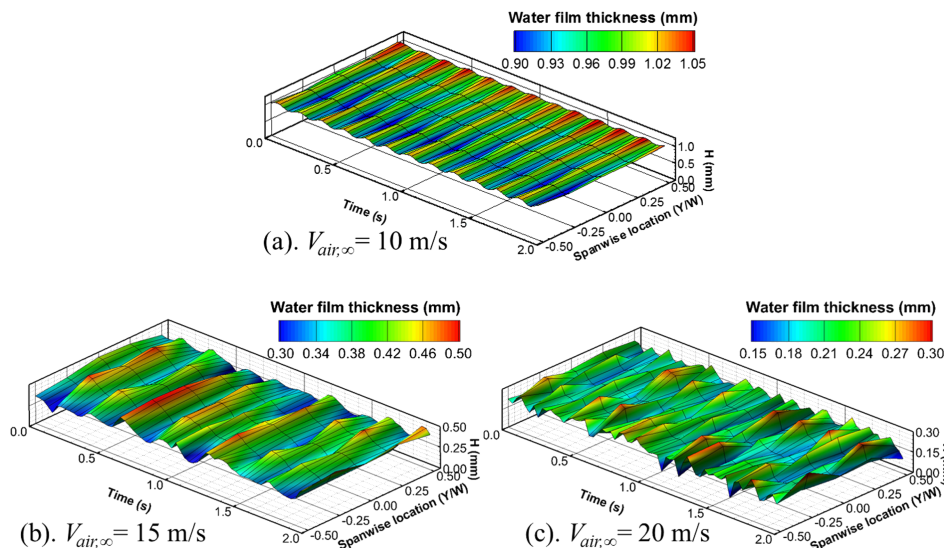 Water film thickness (mm)
0.90 0.93 0.96 0.99 1.02 1.05
1.0
0.5
0.0
H (mm)
0.0
0.5
1.0
1.5
2.0
Time (s)
-0.50
-0.25
0.00
0.25
0.50
Spanwise location (Y/W)
(a). Vair,∞= 10 m/s
Water film thickness (mm)
0.30 0.34 0.38 0.42 0.46 0.50
0.50
0.25
0.00
H (mm)
0.0
0.5
1.0
1.5
2.0
Time (s)
-0.50
-0.25
0.00
0.25
0.50
Spanwise location (Y/W)
(b). Vair,∞= 15 m/s
Water film thickness (mm)
0.15 0.18 0.21 0.24 0.27 0.30
0.30
0.15
0.00
0.0
0.5
1.0
1.5
2.0
Time (s)
-0.50
-0.25
0.00
0.25
0.50
Spanwise location (Y/W)
(c). Vair,∞= 20 m/s